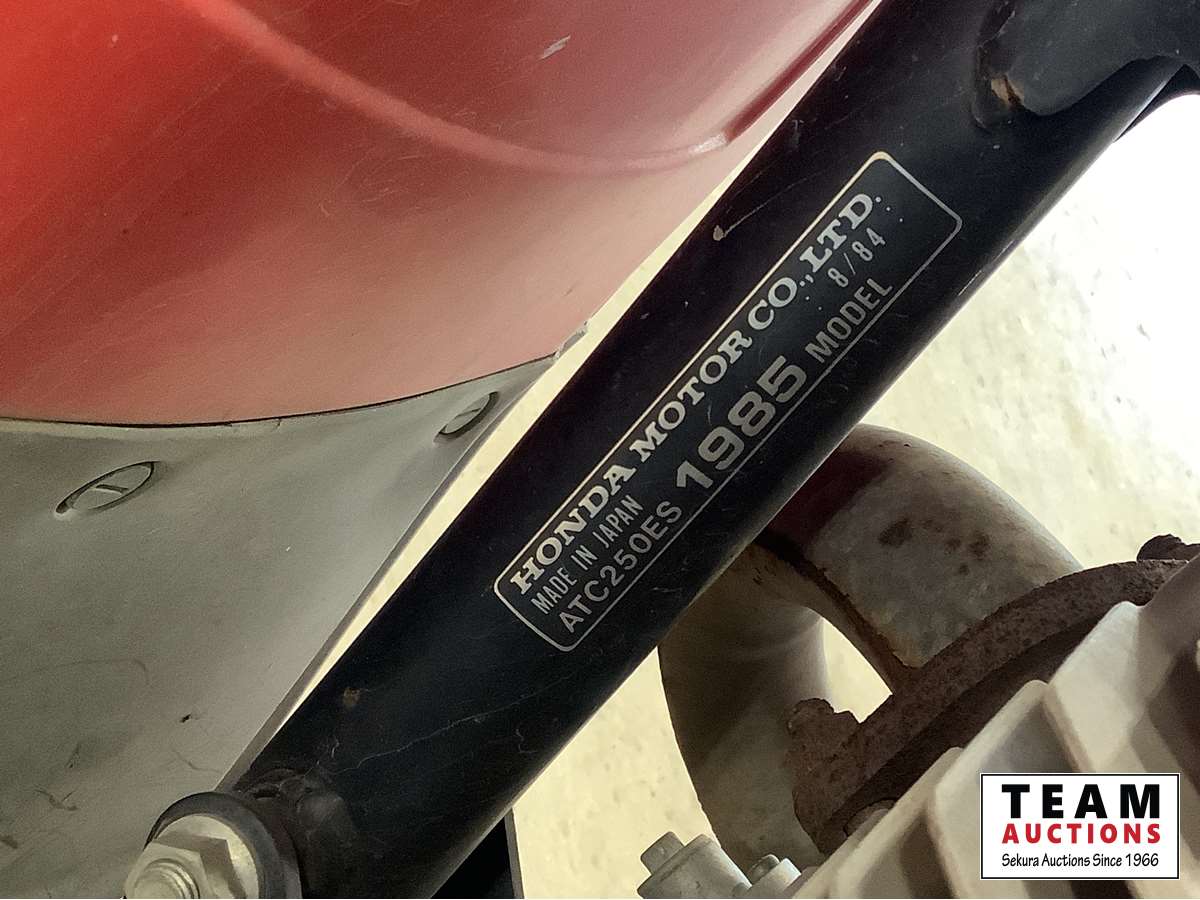 HONDA MOTOR CO.,LTD.
MADE IN JAPAN 8/84
ATC250ES 1985 MODEL
TEAM
AUCTIONS
Sekura Auctions Since 1966